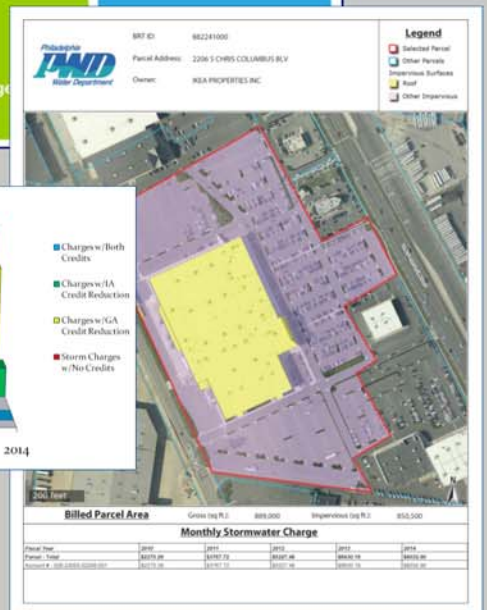 ge
Philadelphia
PWD
Water Department
BRT ID: 882241000
Parcel Address: 2206 S CHRIS COLUMBUS BLV
Owner: IKEA PROPERTIES INC
Legend
Selected Parcel
Other Parcels
Impervious Surfaces
Roof
Other Impervious
Charges w/Both
Credits
Charges w/IA
Credit Reduction
Charges w/GA
Credit Reduction
Storm Charges
w/No Credits
2014
200 feet
N
Billed Parcel Area Gross (sq ft.): 889,000 Impervious (sq ft.): 850,500
Monthly Stormwater Charge
Fiscal Year 2010 2011 2012 2013 2014
Parcel - Total